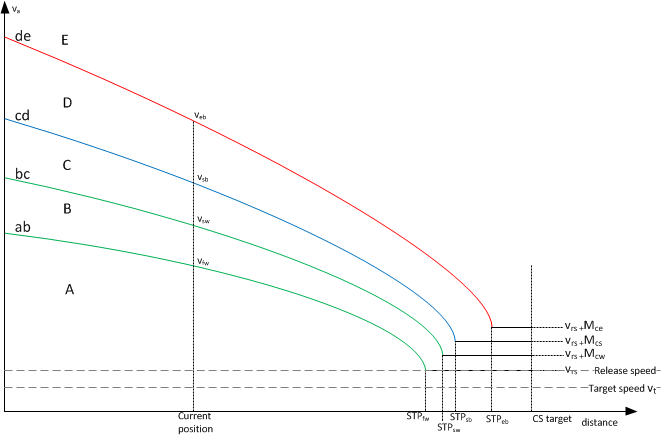 vₐ
de
E
D
v_eb
cd
C
v_sb
bc
B
v_sw
ab
v_fw
A
v_rs + M_ce
v_rs + M_cs
v_rs + M_cw
v_rs
Release speed
Target speed v_t
Current
position
STP_fw
STP_sw
STP_sb
STP_eb
CS target
distance